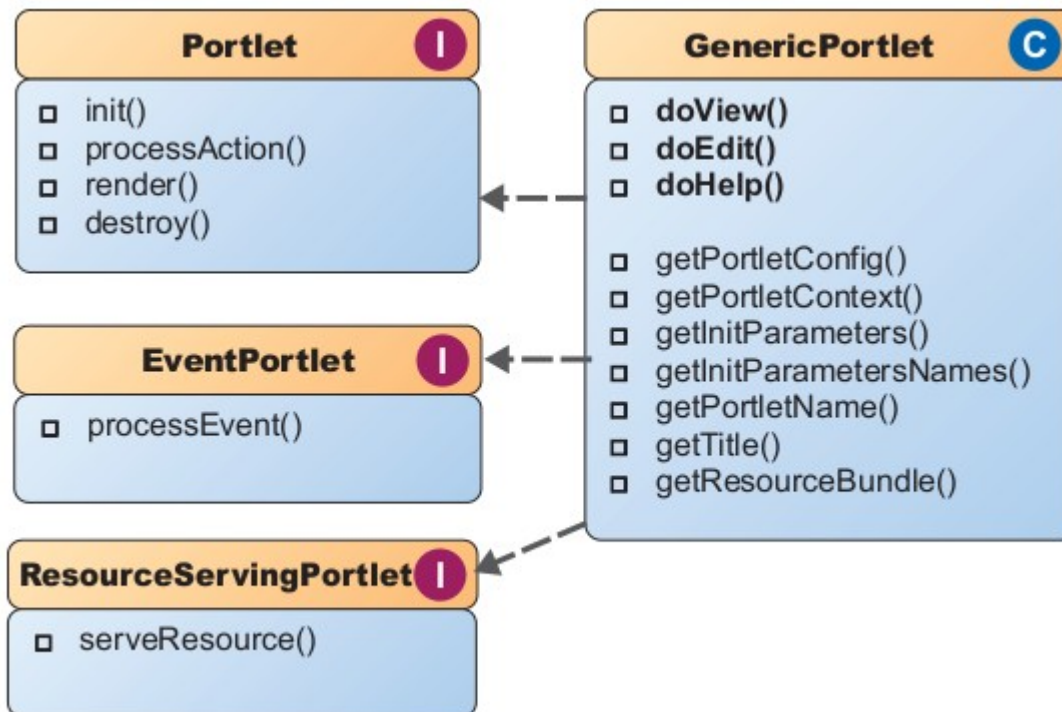 Portlet I
init()
processAction()
render()
destroy()
EventPortlet I
processEvent()
ResourceServingPortlet I
serveResource()
GenericPortlet C
doView()
doEdit()
doHelp()
getPortletConfig()
getPortletContext()
getInitParameters()
getInitParametersNames()
getPortletName()
getTitle()
getResourceBundle()